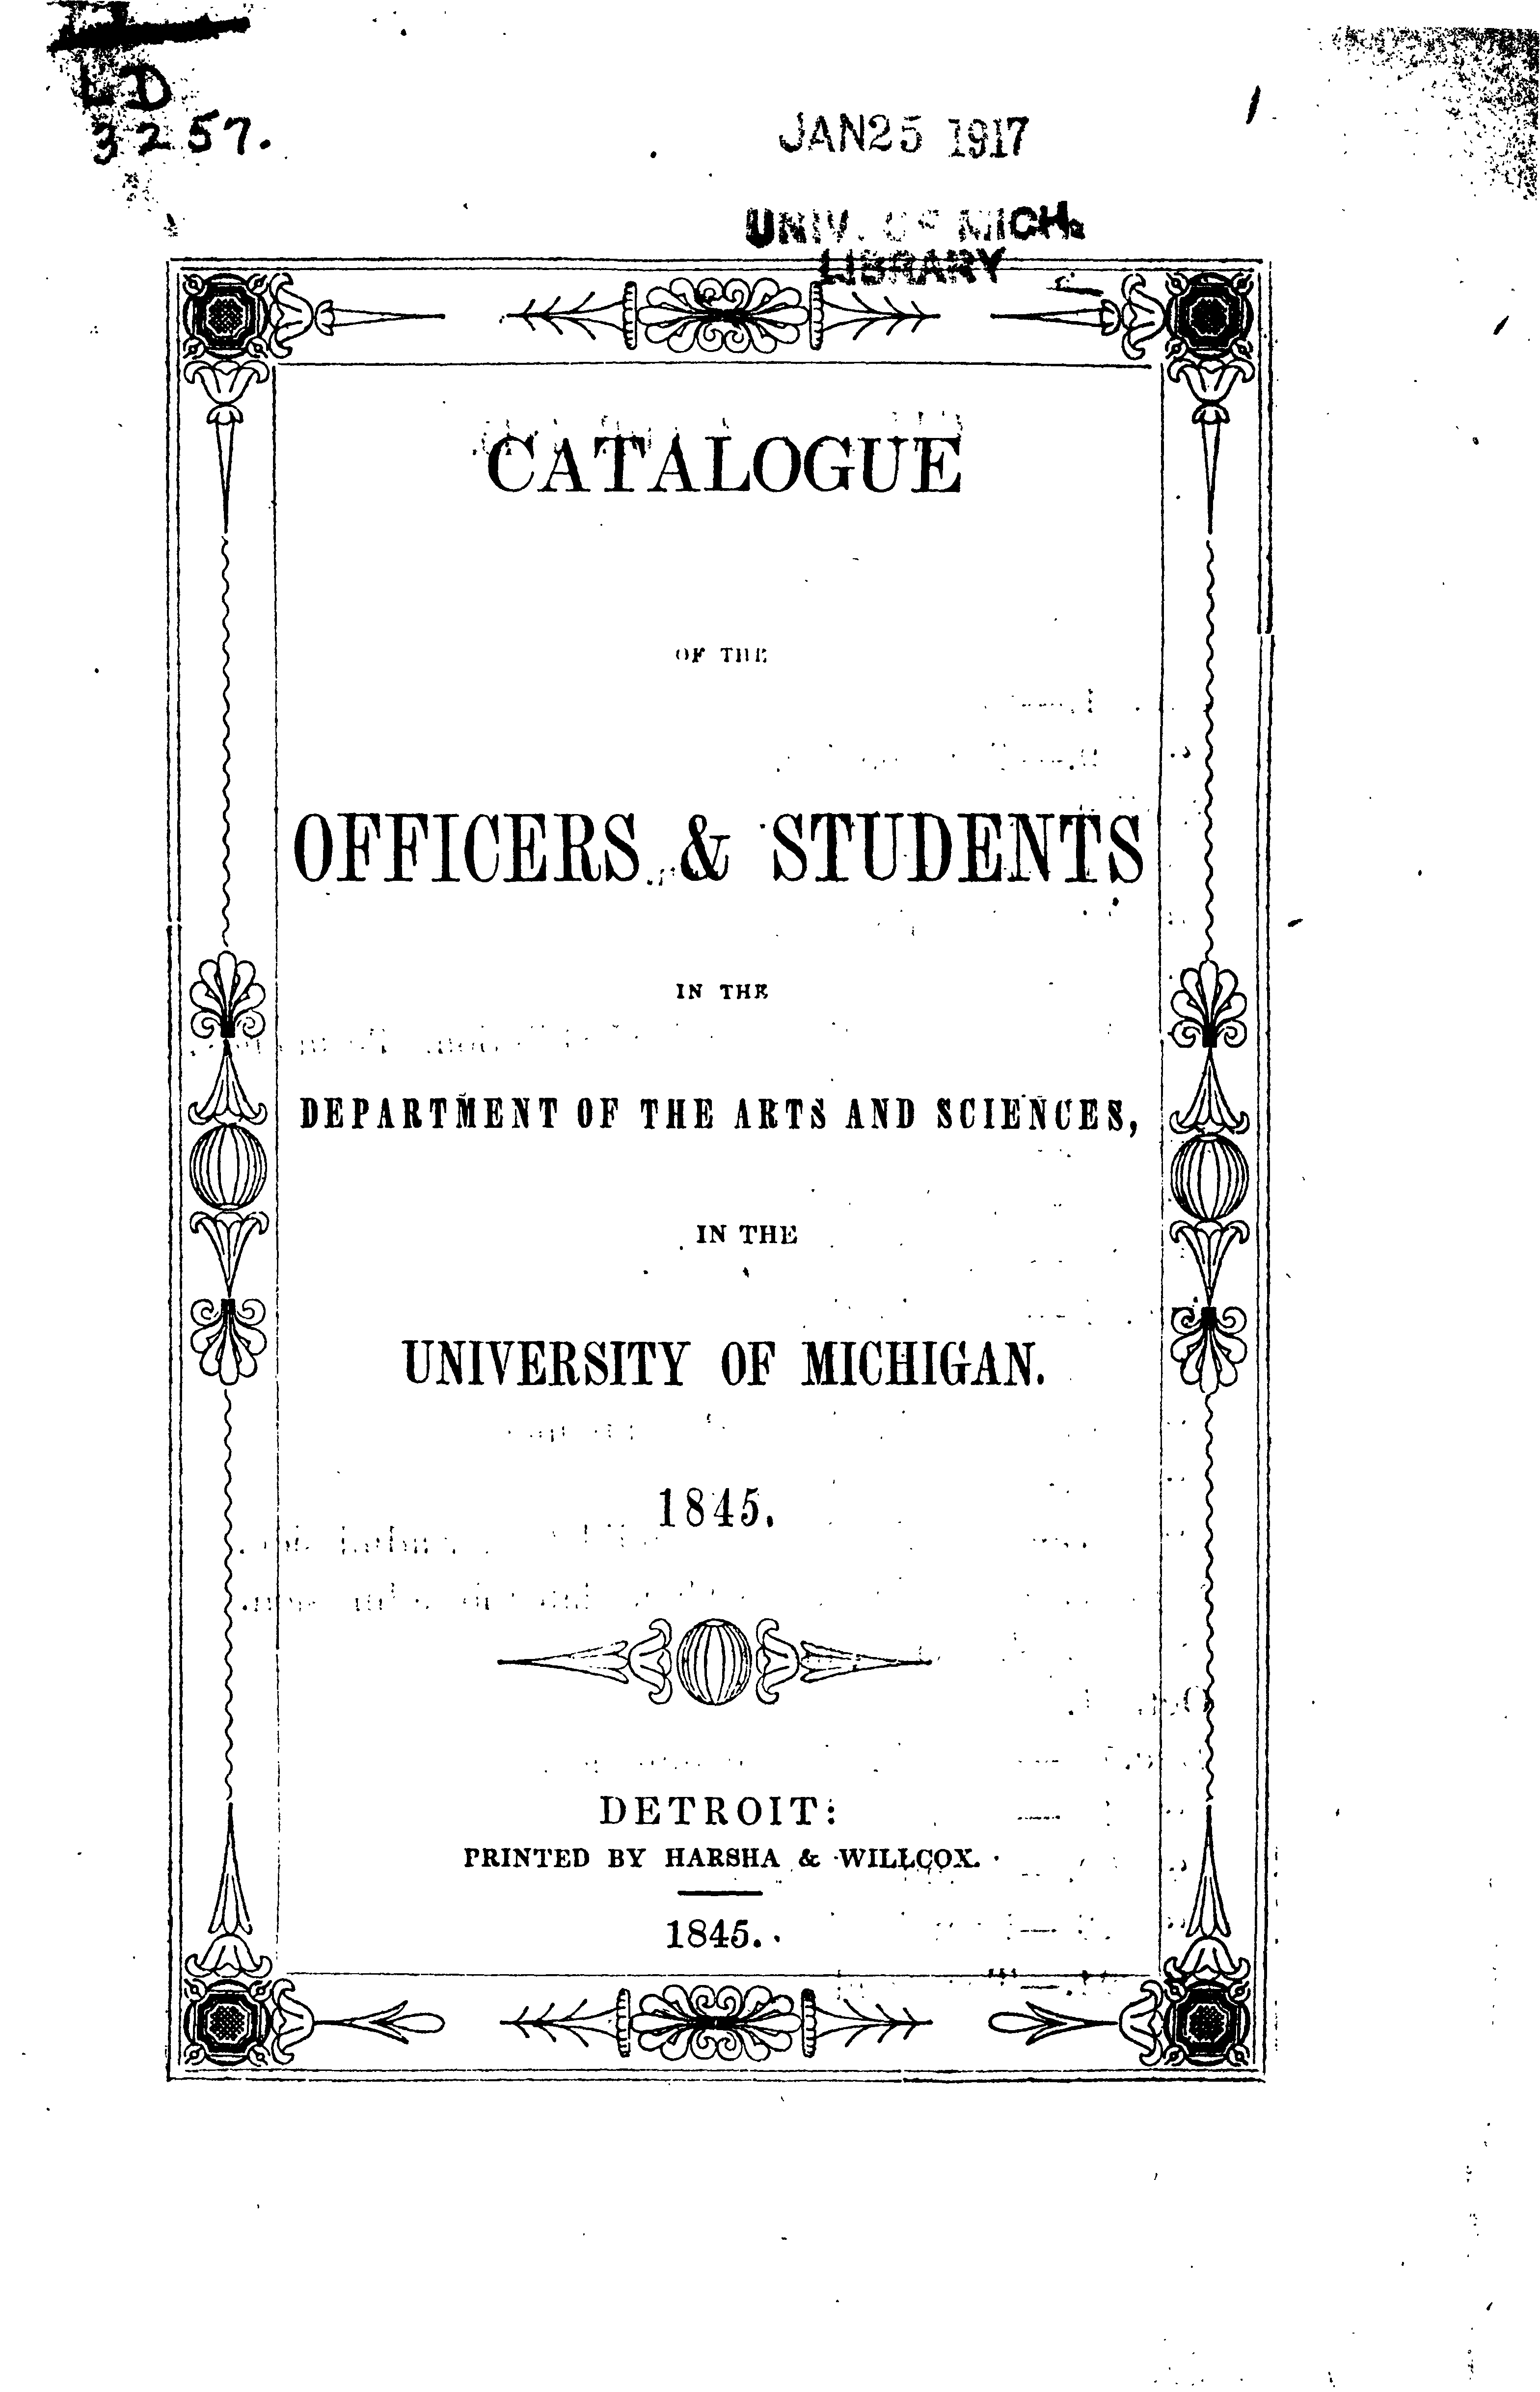 LD
3257.
JAN 25 1917
UNIV. OF MICH.
LIBRARY
CATALOGUE
OF THE
OFFICERS & STUDENTS
IN THE
DEPARTMENT OF THE ARTS AND SCIENCES,
IN THE
UNIVERSITY OF MICHIGAN.
1845.
DETROIT:
PRINTED BY HARSHA & WILLCOX.
1845.